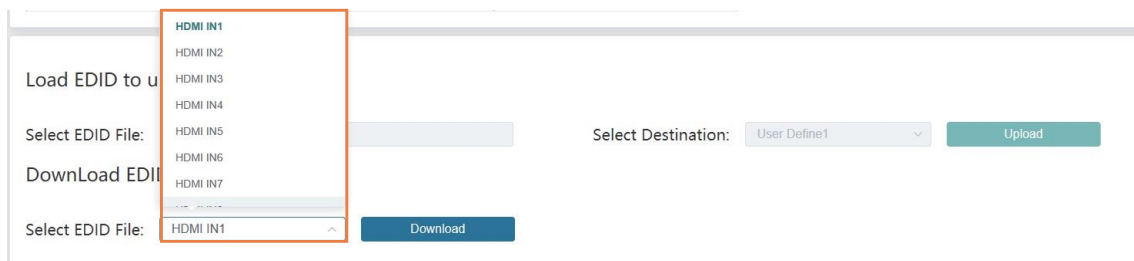 HDMI IN1
HDMI IN2
Load EDID to u
HDMI IN3
HDMI IN4
Select EDID File:
HDMI IN5
Select Destination:
User Define1
Upload
HDMI IN6
DownLoad EDI
HDMI IN7
Select EDID File:
HDMI IN1
Download